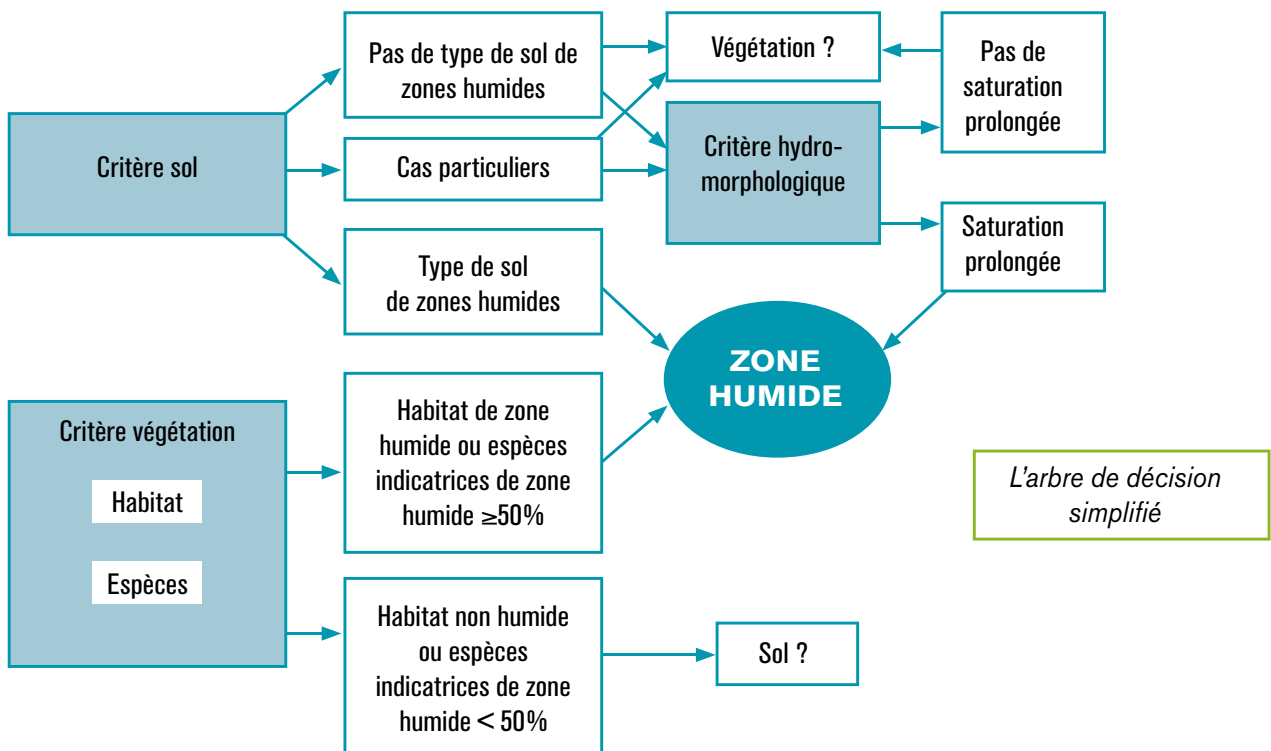 Critère sol
Pas de type de sol de
zones humides
Cas particuliers
Type de sol
de zones humides
Végétation ?
Critère hydro-
morphologique
Pas de
saturation
prolongée
Saturation
prolongée
ZONE
HUMIDE
Critère végétation
Habitat
Espèces
Habitat de zone
humide ou espèces
indicatrices de zone
humide ≥50%
Habitat non humide
ou espèces
indicatrices de zone
humide < 50%
Sol ?
L'arbre de décision
simplifié